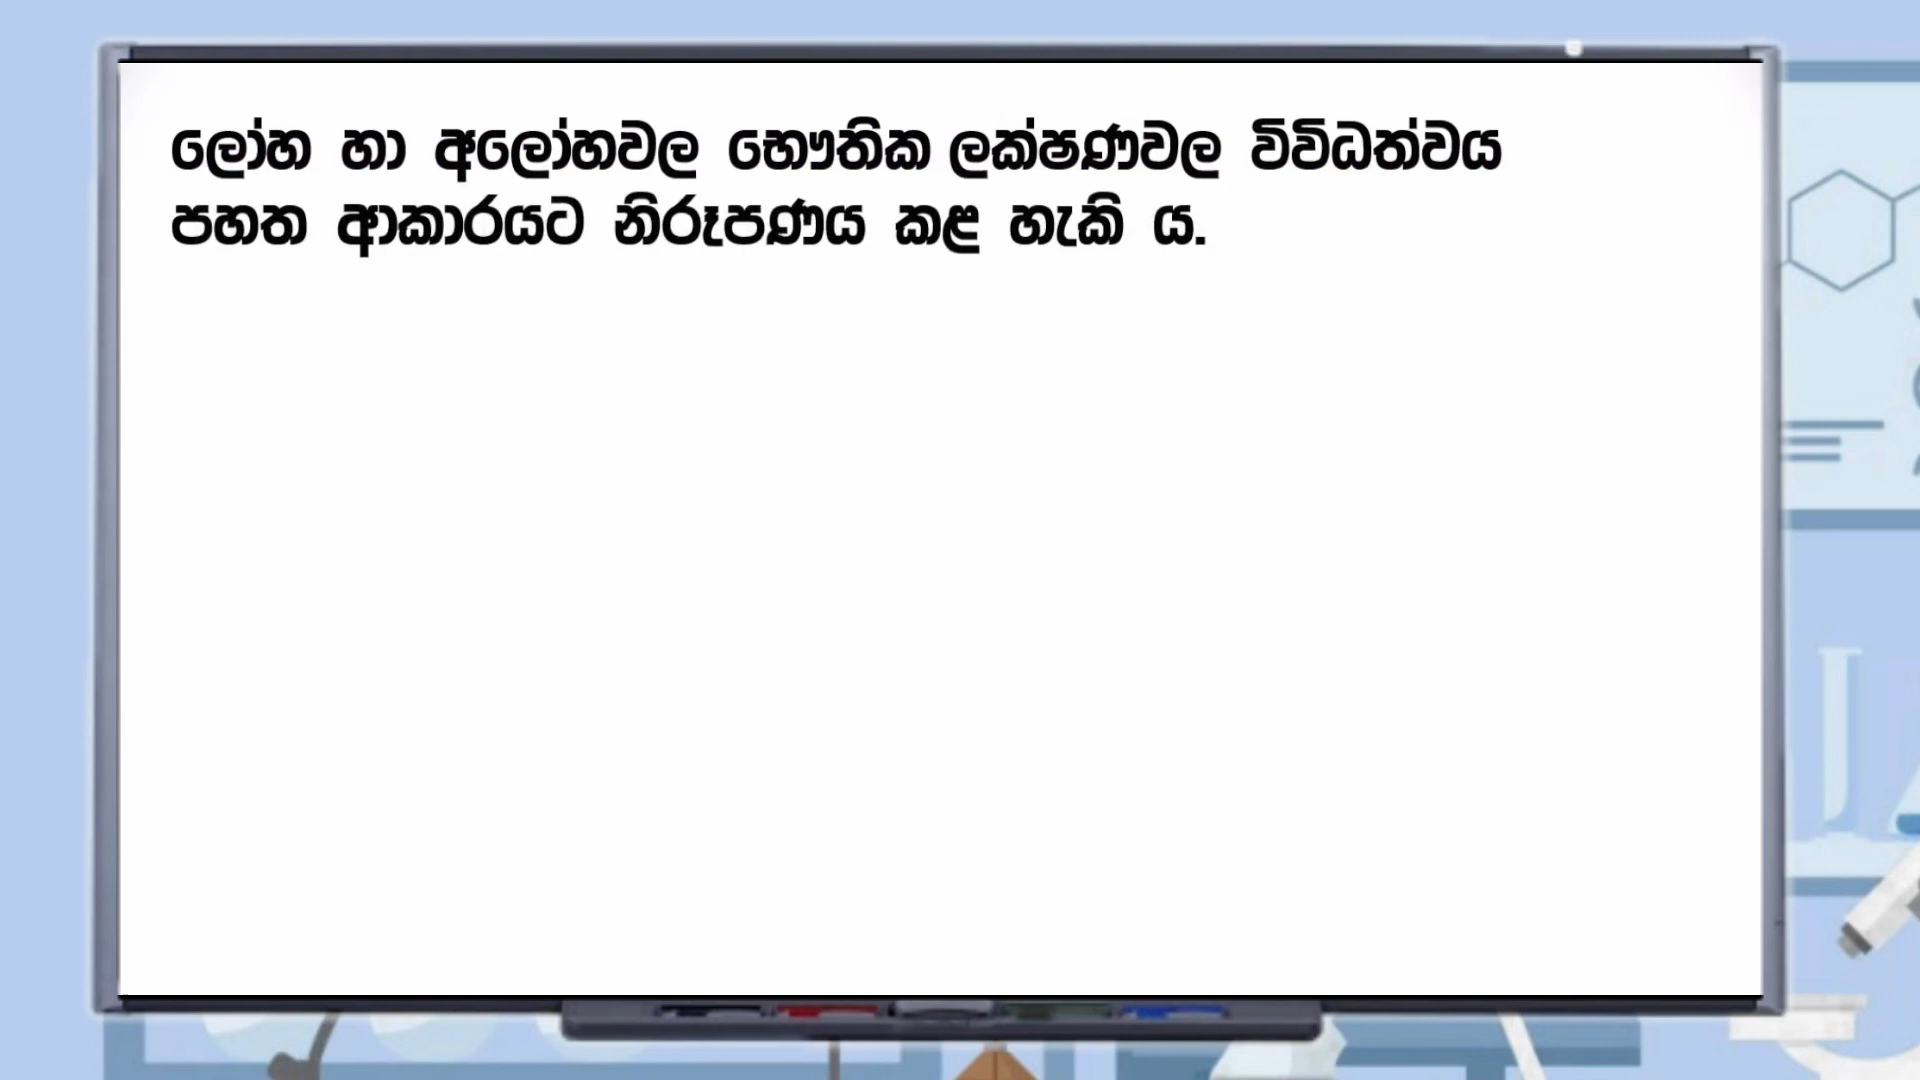 ලෝහ හා අලෝහවල භෞතික ලක්ෂණවල විවිධත්වය
පහත ආකාරයට නිරූපණය කළ හැකි ය.